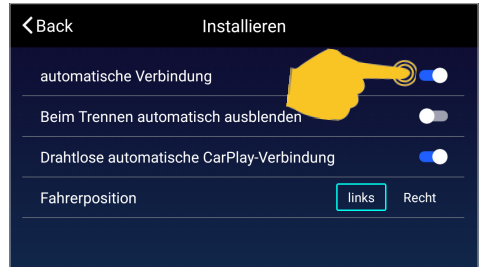 Back
Installieren
automatische Verbindung
Beim Trennen automatisch ausblenden
Drahtlose automatische CarPlay-Verbindung
Fahrerposition links Recht